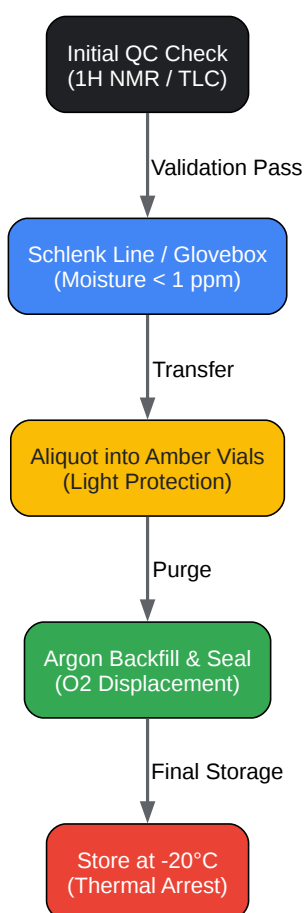 Initial QC Check
(1H NMR / TLC)
Validation Pass
Schlenk Line / Glovebox
(Moisture < 1 ppm)
Transfer
Aliquot into Amber Vials
(Light Protection)
Purge
Argon Backfill & Seal
(O2 Displacement)
Final Storage
Store at -20°C
(Thermal Arrest)